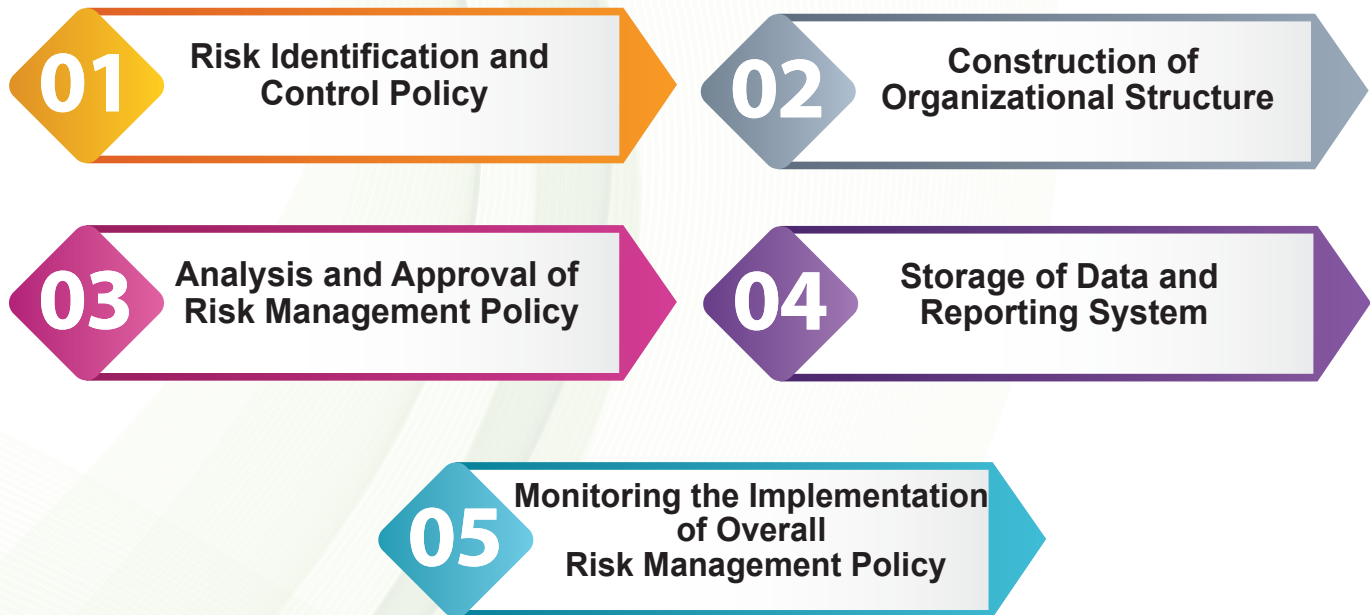 01
Risk Identification and
Control Policy
02
Construction of
Organizational Structure
03
Analysis and Approval of
Risk Management Policy
04
Storage of Data and
Reporting System
05
Monitoring the Implementation
of Overall
Risk Management Policy